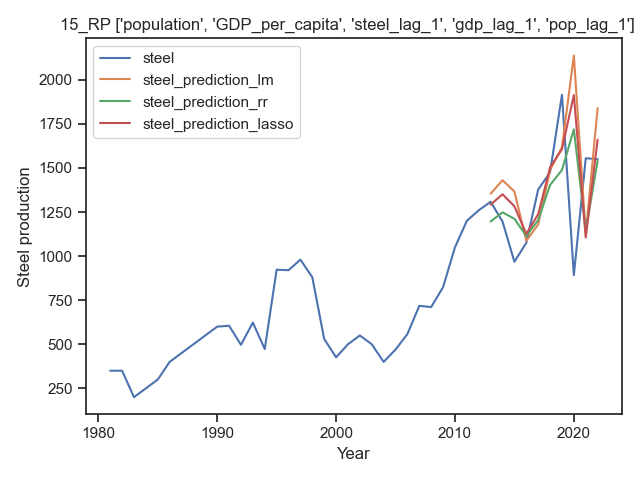 15_RP ['population', 'GDP_per_capita', 'steel_lag_1', 'gdp_lag_1', 'pop_lag_1']
steel
steel_prediction_lm
steel_prediction_rr
steel_prediction_lasso
2000
1750
1500
1250
1000
750
500
250
Steel production
1980
1990
2000
2010
2020
Year